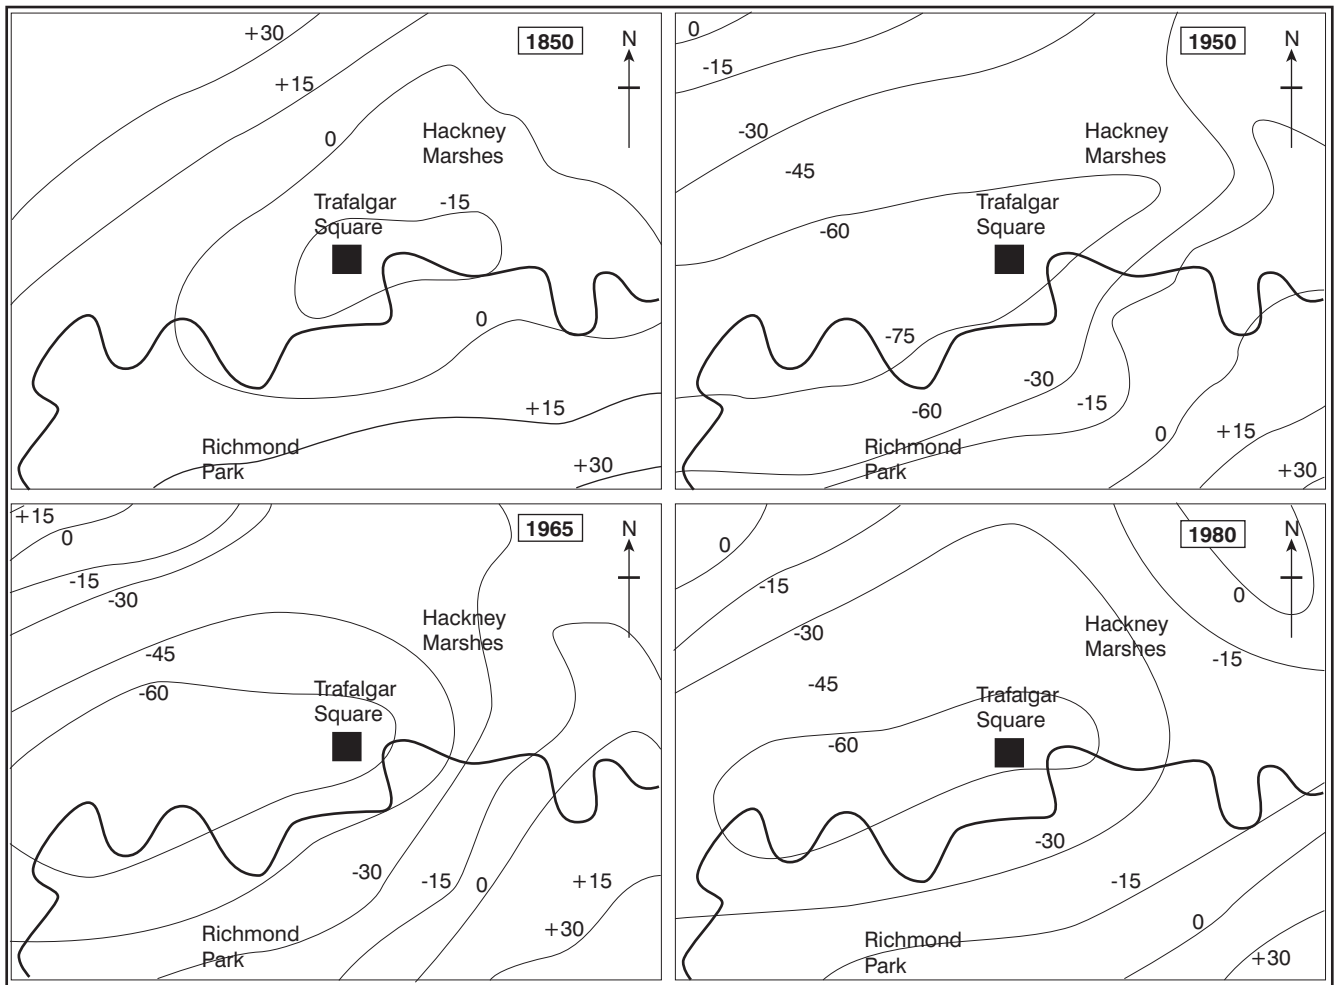 +30
1850
N
+15
0
Hackney
Marshes
Trafalgar
Square
-15
0
+15
Richmond
Park
+30
0
1950
N
-15
-30
Hackney
Marshes
-45
Trafalgar
Square
-60
-75
-30
-15
-60
0
+15
Richmond
Park
+30
+15
1965
N
0
-15
-30
Hackney
Marshes
-45
-60
Trafalgar
Square
-30
-15
0
+15
+30
Richmond
Park
0
1980
N
-15
0
-30
Hackney
Marshes
-15
-45
Trafalgar
Square
-60
-30
-15
0
Richmond
Park
+30